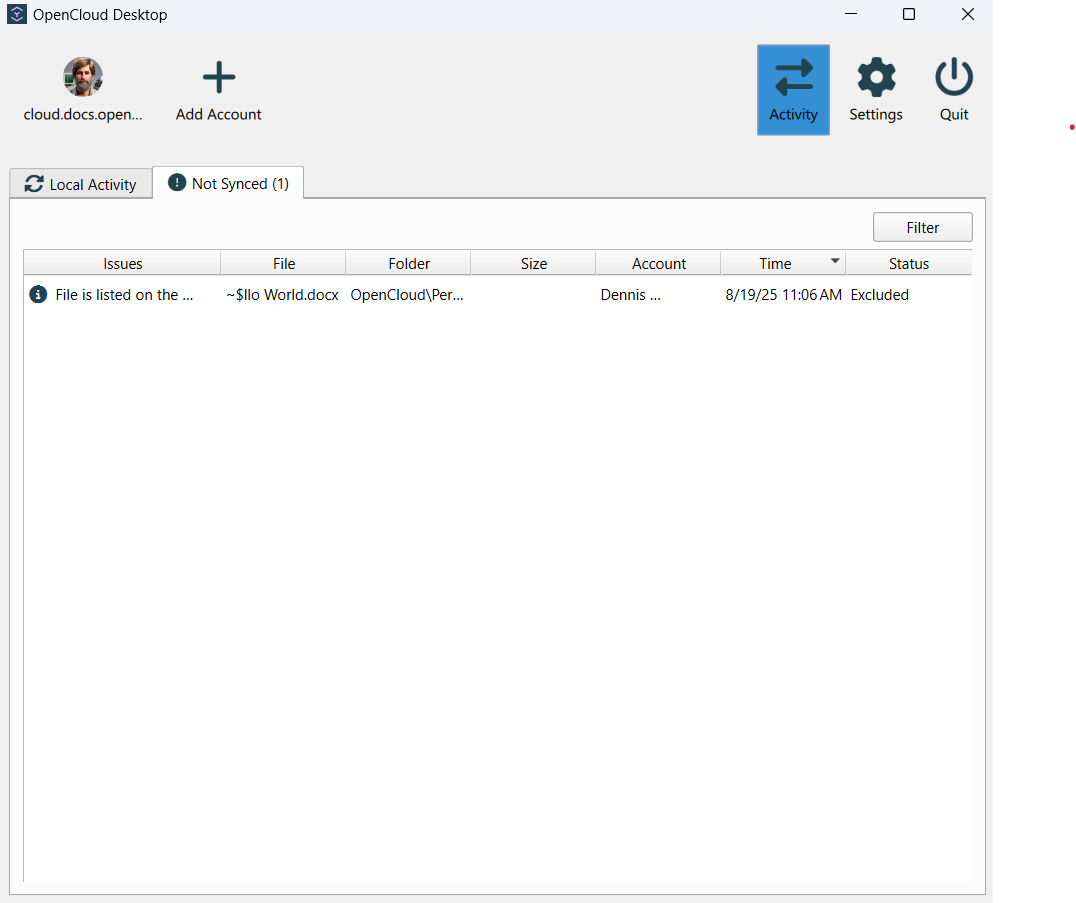 OpenCloud Desktop
cloud.docs.open...
Add Account
Activity
Settings
Quit
Local Activity
Not Synced (1)
Filter
Issues File Folder Size Account Time Status
File is listed on the ... ~$llo World.docx OpenCloud\Per... Dennis ... 8/19/25 11:06 AM Excluded